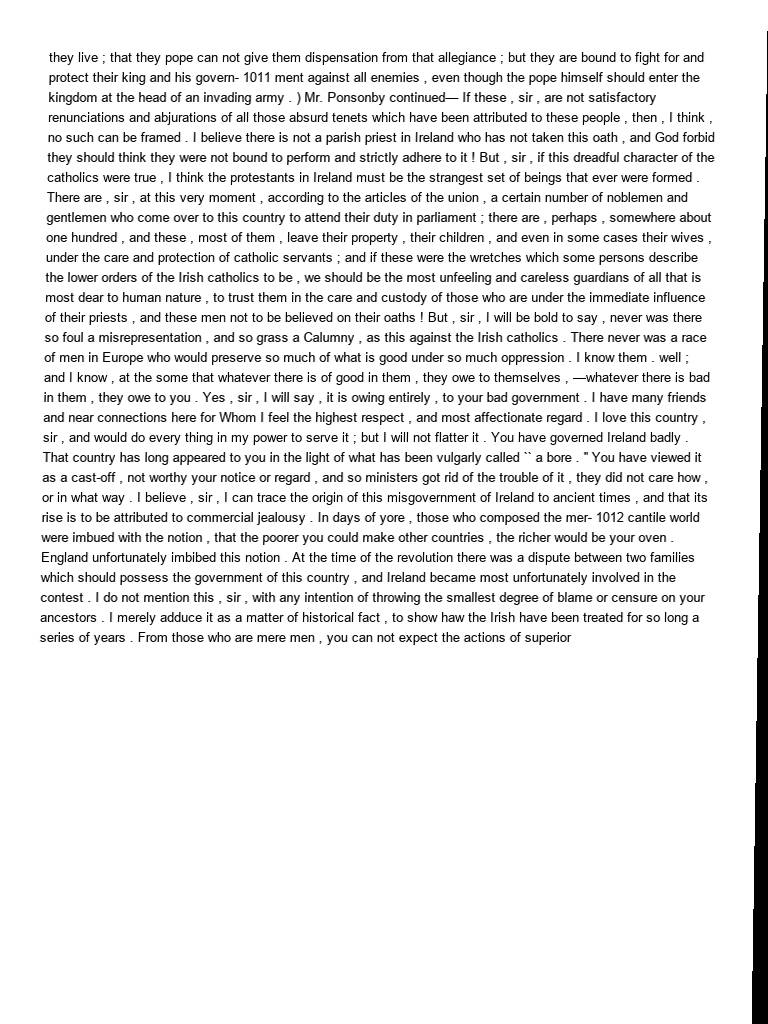 they live ; that they pope can not give them dispensation from that allegiance ; but they are bound to fight for and
protect their king and his govern- 1011 ment against all enemies , even though the pope himself should enter the
kingdom at the head of an invading army . ) Mr. Ponsonby continued— If these , sir , are not satisfactory
renunciations and abjurations of all those absurd tenets which have been attributed to these people , then , I think ,
no such can be framed . I believe there is not a parish priest in Ireland who has not taken this oath , and God forbid
they should think they were not bound to perform and strictly adhere to it ! But , sir , if this dreadful character of the
catholics were true , I think the protestants in Ireland must be the strangest set of beings that ever were formed .
There are , sir , at this very moment , according to the articles of the union , a certain number of noblemen and
gentlemen who come over to this country to attend their duty in parliament ; there are , perhaps , somewhere about
one hundred , and these , most of them , leave their property , their children , and even in some cases their wives ,
under the care and protection of catholic servants ; and if these were the wretches which some persons describe
the lower orders of the Irish catholics to be , we should be the most unfeeling and careless guardians of all that is
most dear to human nature , to trust them in the care and custody of those who are under the immediate influence
of their priests , and these men not to be believed on their oaths ! But , sir , I will be bold to say , never was there
so foul a misrepresentation , and so grass a Calumny , as this against the Irish catholics . There never was a race
of men in Europe who would preserve so much of what is good under so much oppression . I know them . well ;
and I know , at the some that whatever there is of good in them , they owe to themselves , —whatever there is bad
in them , they owe to you . Yes , sir , I will say , it is owing entirely , to your bad government . I have many friends
and near connections here for Whom I feel the highest respect , and most affectionate regard . I love this country ,
sir , and would do every thing in my power to serve it ; but I will not flatter it . You have governed Ireland badly .
That country has long appeared to you in the light of what has been vulgarly called `` a bore . " You have viewed it
as a cast-off , not worthy your notice or regard , and so ministers got rid of the trouble of it , they did not care how ,
or in what way . I believe , sir , I can trace the origin of this misgovernment of Ireland to ancient times , and that its
rise is to be attributed to commercial jealousy . In days of yore , those who composed the mer- 1012 cantile world
were imbued with the notion , that the poorer you could make other countries , the richer would be your oven .
England unfortunately imbibed this notion . At the time of the revolution there was a dispute between two families
which should possess the government of this country , and Ireland became most unfortunately involved in the
contest . I do not mention this , sir , with any intention of throwing the smallest degree of blame or censure on your
ancestors . I merely adduce it as a matter of historical fact , to show haw the Irish have been treated for so long a
series of years . From those who are mere men , you can not expect the actions of superior